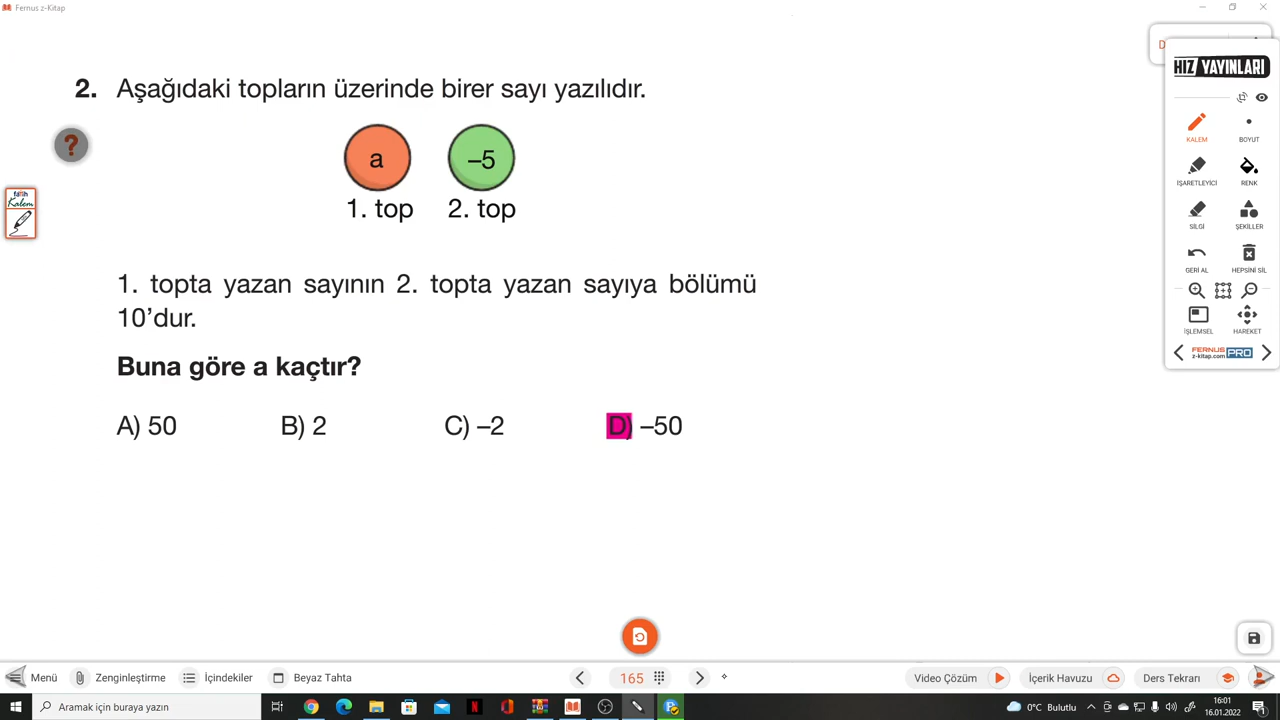 Fernus z-Kitap
2. Aşağıdaki topların üzerinde birer sayı yazılıdır.
?
a
–5
1. top
2. top
fatih
Kalem
1. topta yazan sayının 2. topta yazan sayıya bölümü
10’dur.
Buna göre a kaçtır?
A) 50
B) 2
C) –2
D) –50
D
HIZ YAYINLARI
KALEM
BOYUT
İŞARETLEYİCİ
RENK
SİLGİ
ŞEKİLLER
GERİ AL
HEPSİNİ SİL
İŞLEMSEL
HAREKET
FERNUS
z-kitap.com
PRO
Menü
Zenginleştirme
İçindekiler
Beyaz Tahta
165
Video Çözüm
İçerik Havuzu
Ders Tekrarı
Aramak için buraya yazın
0°C Bulutlu
16:01
16.01.2022
1